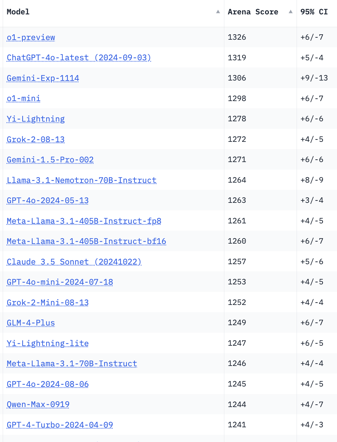 Model Arena Score 95% CI
o1-preview 1326 +6/-7
ChatGPT-4o-latest (2024-09-03) 1319 +5/-4
Gemini-Exp-1114 1306 +9/-13
o1-mini 1298 +6/-7
Yi-Lightning 1278 +6/-6
Grok-2-08-13 1272 +4/-5
Gemini-1.5-Pro-002 1271 +6/-6
Llama-3.1-Nemotron-70B-Instruct 1264 +8/-9
GPT-4o-2024-05-13 1263 +3/-4
Meta-Llama-3.1-405B-Instruct-fp8 1261 +4/-5
Meta-Llama-3.1-405B-Instruct-bf16 1260 +6/-7
Claude 3.5 Sonnet (20241022) 1257 +5/-6
GPT-4o-mini-2024-07-18 1253 +4/-5
Grok-2-Mini-08-13 1252 +4/-4
GLM-4-Plus 1249 +6/-7
Yi-Lightning-lite 1247 +6/-5
Meta-Llama-3.1-70B-Instruct 1246 +4/-4
GPT-4o-2024-08-06 1245 +4/-5
Qwen-Max-0919 1244 +4/-7
GPT-4-Turbo-2024-04-09 1241 +4/-3